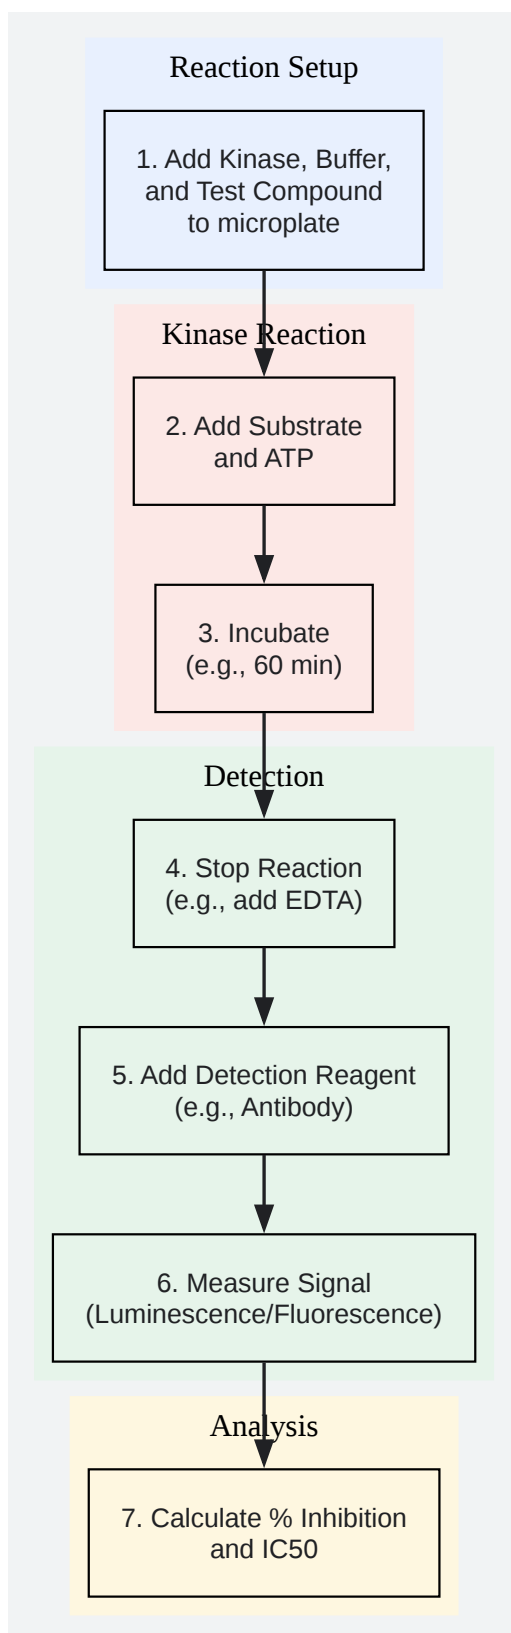 Reaction Setup
1. Add Kinase, Buffer,
and Test Compound
to microplate
Kinase Reaction
2. Add Substrate
and ATP
3. Incubate
(e.g., 60 min)
Detection
4. Stop Reaction
(e.g., add EDTA)
5. Add Detection Reagent
(e.g., Antibody)
6. Measure Signal
(Luminescence/Fluorescence)
Analysis
7. Calculate % Inhibition
and IC50